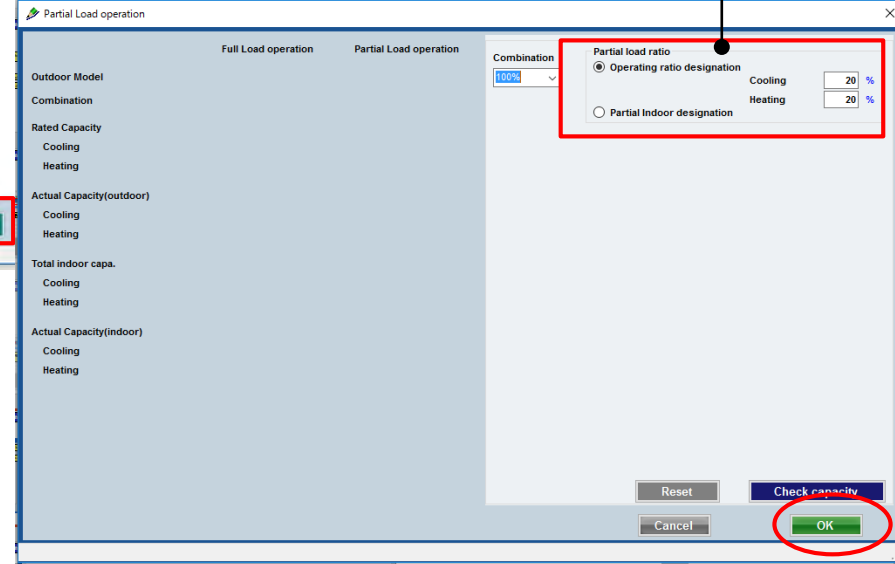 Partial Load operation
Full Load operation Partial Load operation
Outdoor Model
Combination
Rated Capacity
Cooling
Heating
Actual Capacity(outdoor)
Cooling
Heating
Total indoor capa.
Cooling
Heating
Actual Capacity(indoor)
Cooling
Heating
Combination
100%
Partial load ratio
Operating ratio designation
Cooling 20 %
Heating 20 %
Partial Indoor designation
Reset Check capacity
Cancel OK